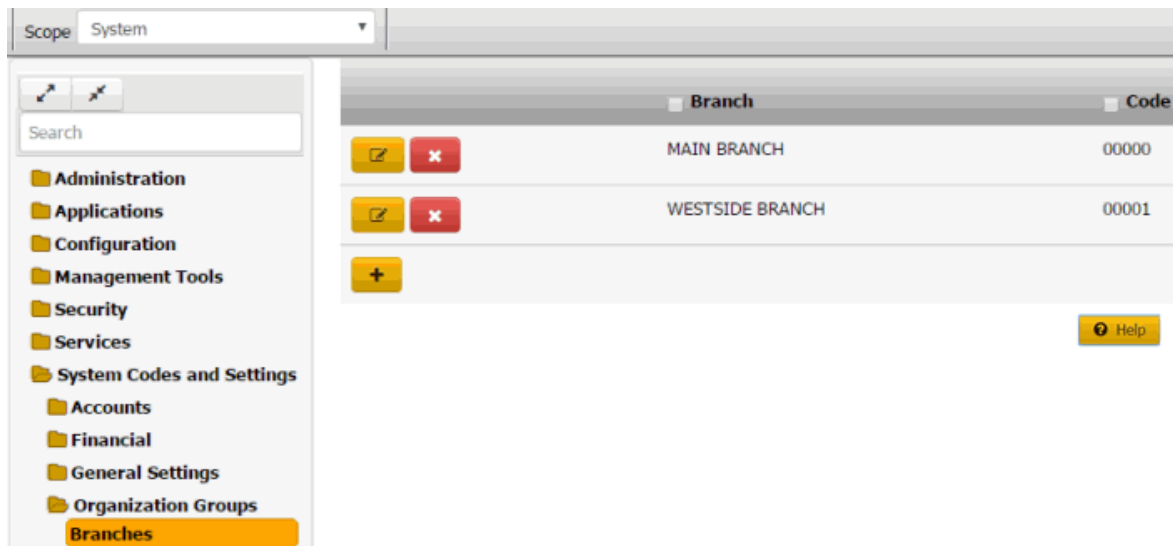 Scope System
Branch Code
Search
MAIN BRANCH 00000
Administration
Applications
WESTSIDE BRANCH 00001
Configuration
Management Tools
Security
Help
Services
System Codes and Settings
Accounts
Financial
General Settings
Organization Groups
Branches